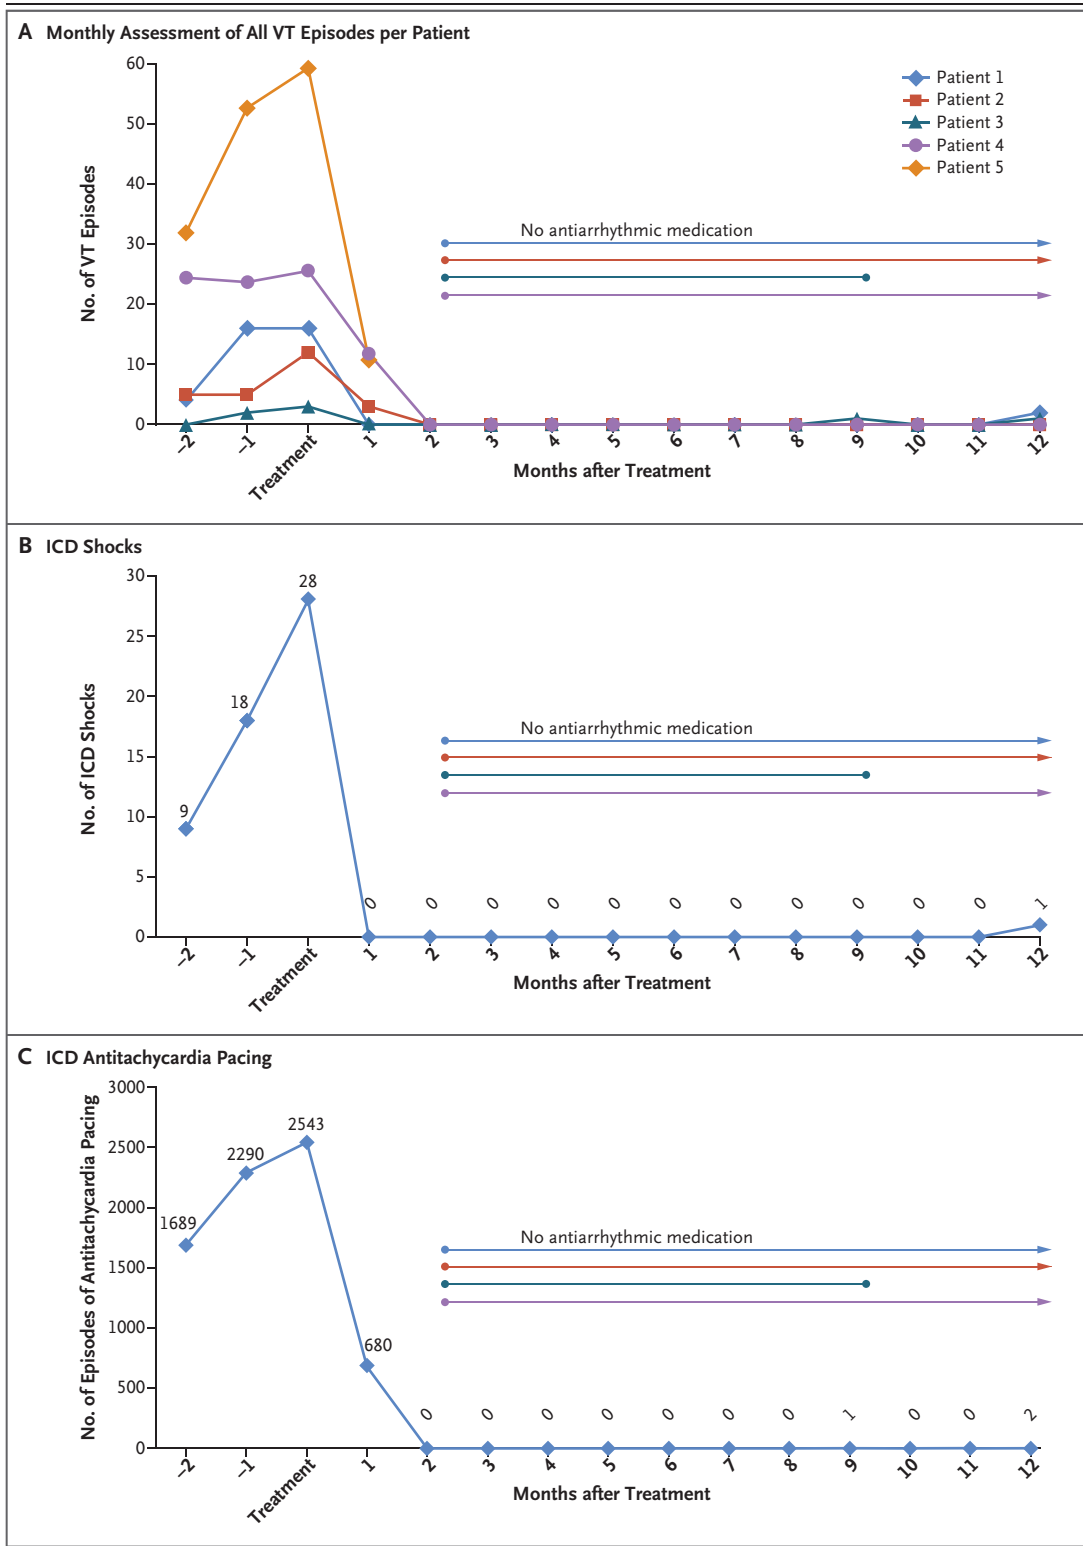 A Monthly Assessment of All VT Episodes per Patient
No. of VT Episodes
60
50
40
30
20
10
0
Patient 1
Patient 2
Patient 3
Patient 4
Patient 5
No antiarrhythmic medication
−2 −1 Treatment 1 2 3 4 5 6 7 8 9 10 11 12
Months after Treatment
B ICD Shocks
No. of ICD Shocks
30
25
20
15
10
5
0
9 18 28 0 0 0 0 0 0 0 0 0 0 0 1
No antiarrhythmic medication
−2 −1 Treatment 1 2 3 4 5 6 7 8 9 10 11 12
Months after Treatment
C ICD Antitachycardia Pacing
No. of Episodes of Antitachycardia Pacing
3000
2500
2000
1500
1000
500
0
1689 2290 2543 680 0 0 0 0 0 0 0 1 0 0 2
No antiarrhythmic medication
−2 −1 Treatment 1 2 3 4 5 6 7 8 9 10 11 12
Months after Treatment